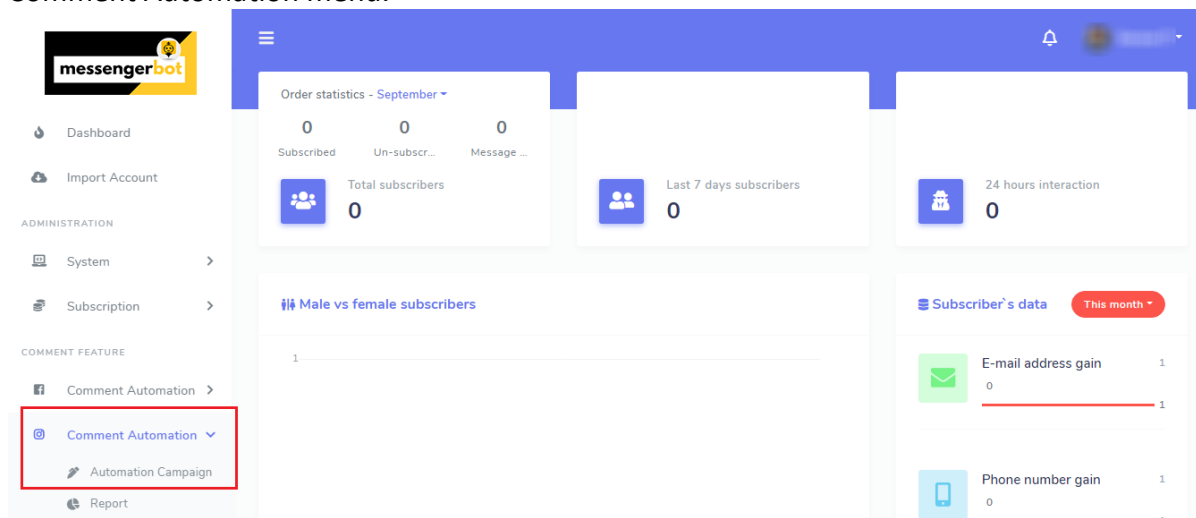 Comment Automation menu.
messengerbot
Dashboard
Import Account
ADMINISTRATION
System
Subscription
COMMENT FEATURE
Comment Automation
Comment Automation
Automation Campaign
Report
Order statistics - September
0 0 0
Subscribed Un-subscr... Message ...
Total subscribers
0
Last 7 days subscribers
0
24 hours interaction
0
Male vs female subscribers
1
Subscriber`s data This month
E-mail address gain 1
0
1
Phone number gain 1
0